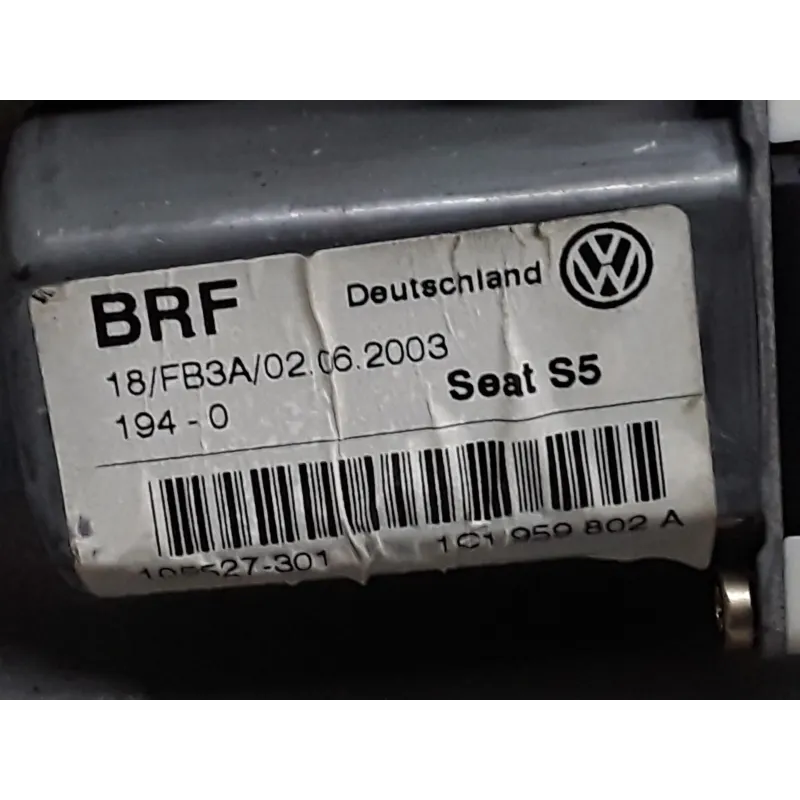 BRF Deutschland
18/FB3A/02.06.2003
Seat S5
194-0
1C1 959 802 A